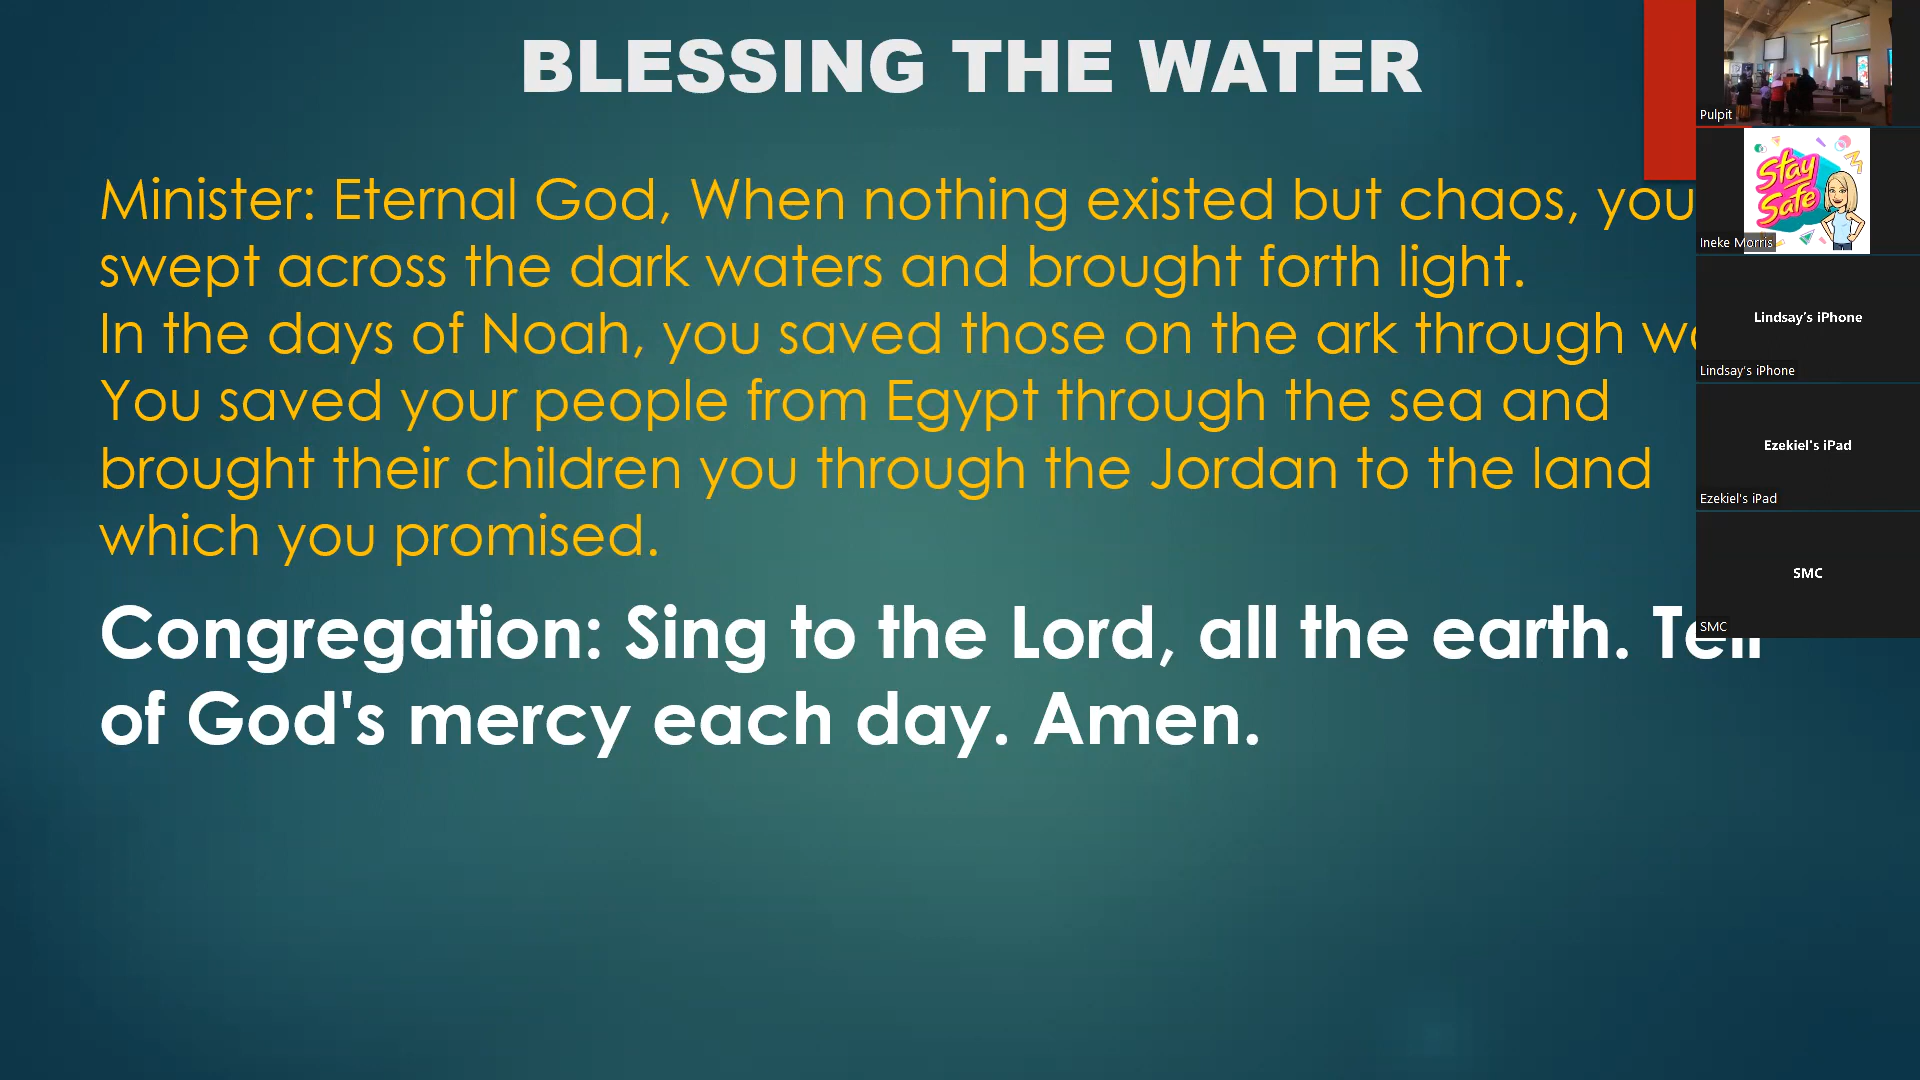 BLESSING THE WATER
Minister: Eternal God, When nothing existed but chaos, you
swept across the dark waters and brought forth light.
In the days of Noah, you saved those on the ark through
You saved your people from Egypt through the sea and
brought their children you through the Jordan to the land
which you promised.
Congregation: Sing to the Lord, all the earth. Tell
of God's mercy each day. Amen.
Pulpit
Stay
Safe
Ineke Morris
Lindsay's iPhone
Lindsay's iPhone
Ezekiel's iPad
Ezekiel's iPad
SMC
SMC